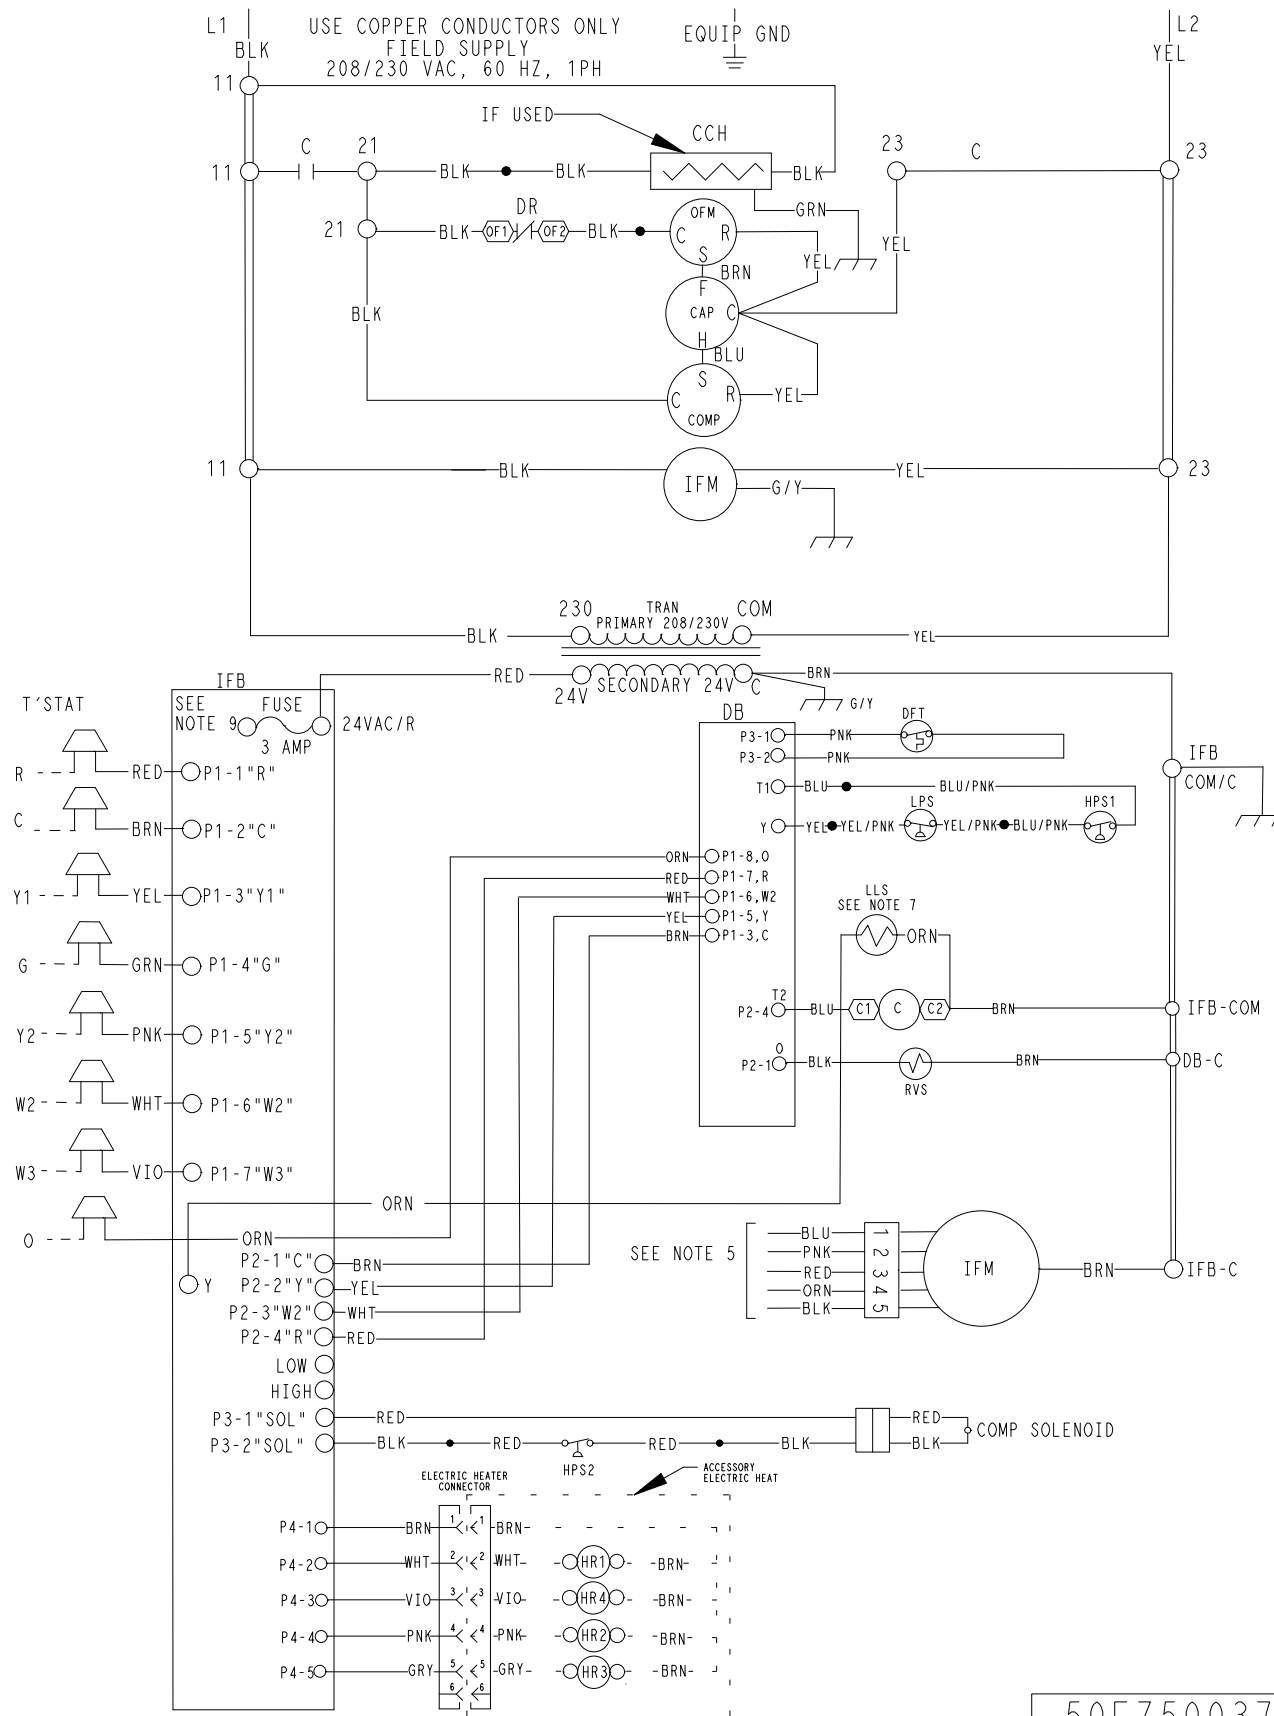 L1
BLK
USE COPPER CONDUCTORS ONLY
FIELD SUPPLY
208/230 VAC, 60 HZ, 1PH
EQUIP GND
L2
YEL
11
IF USED
CCH
C
21
23
C
23
11
BLK
BLK
BLK
GRN
21
BLK
OF1
DR
OF2
BLK
OFM
C
R
S
BRN
YEL
YEL
F
CAP
C
H
BLU
BLK
S
C
R
COMP
YEL
11
BLK
IFM
YEL
23
G/Y
230
TRAN
PRIMARY 208/230V
COM
BLK
YEL
RED
24V
SECONDARY
24V
C
BRN
G/Y
T'STAT
IFB
SEE
NOTE 9
FUSE
3 AMP
24VAC/R
DB
P3-1
PNK
DFT
P3-2
PNK
IFB
COM/C
R
RED
P1-1"R"
T1
BLU
BLU/PNK
C
BRN
P1-2"C"
Y
YEL
YEL/PNK
LPS
YEL/PNK
BLU/PNK
HPS1
ORN
P1-8,O
RED
P1-7,R
WHT
P1-6,W2
YEL
P1-5,Y
BRN
P1-3,C
Y1
YEL
P1-3"Y1"
LLS
SEE NOTE 7
ORN
G
GRN
P1-4"G"
T2
P2-4
BLU
C1
C
C2
BRN
IFB-COM
Y2
PNK
P1-5"Y2"
O
P2-1
BLK
RVS
BRN
DB-C
W2
WHT
P1-6"W2"
W3
VIO
P1-7"W3"
ORN
O
ORN
P2-1"C"
BRN
Y
P2-2"Y"
YEL
P2-3"W2"
WHT
P2-4"R"
RED
LOW
HIGH
SEE NOTE 5
BLU
1
PNK
2
RED
3
ORN
4
BLK
5
IFM
BRN
IFB-C
P3-1"SOL"
RED
RED
P3-2"SOL"
BLK
RED
HPS2
RED
BLK
BLK
COMP SOLENOID
ELECTRIC HEATER
CONNECTOR
ACCESSORY
ELECTRIC HEAT
P4-1
BRN
1
1
BRN
P4-2
WHT
2
2
WHT
HR1
BRN
P4-3
VIO
3
3
VIO
HR4
BRN
P4-4
PNK
4
4
PNK
HR2
BRN
P4-5
GRY
5
5
GRY
HR3
BRN
6
6